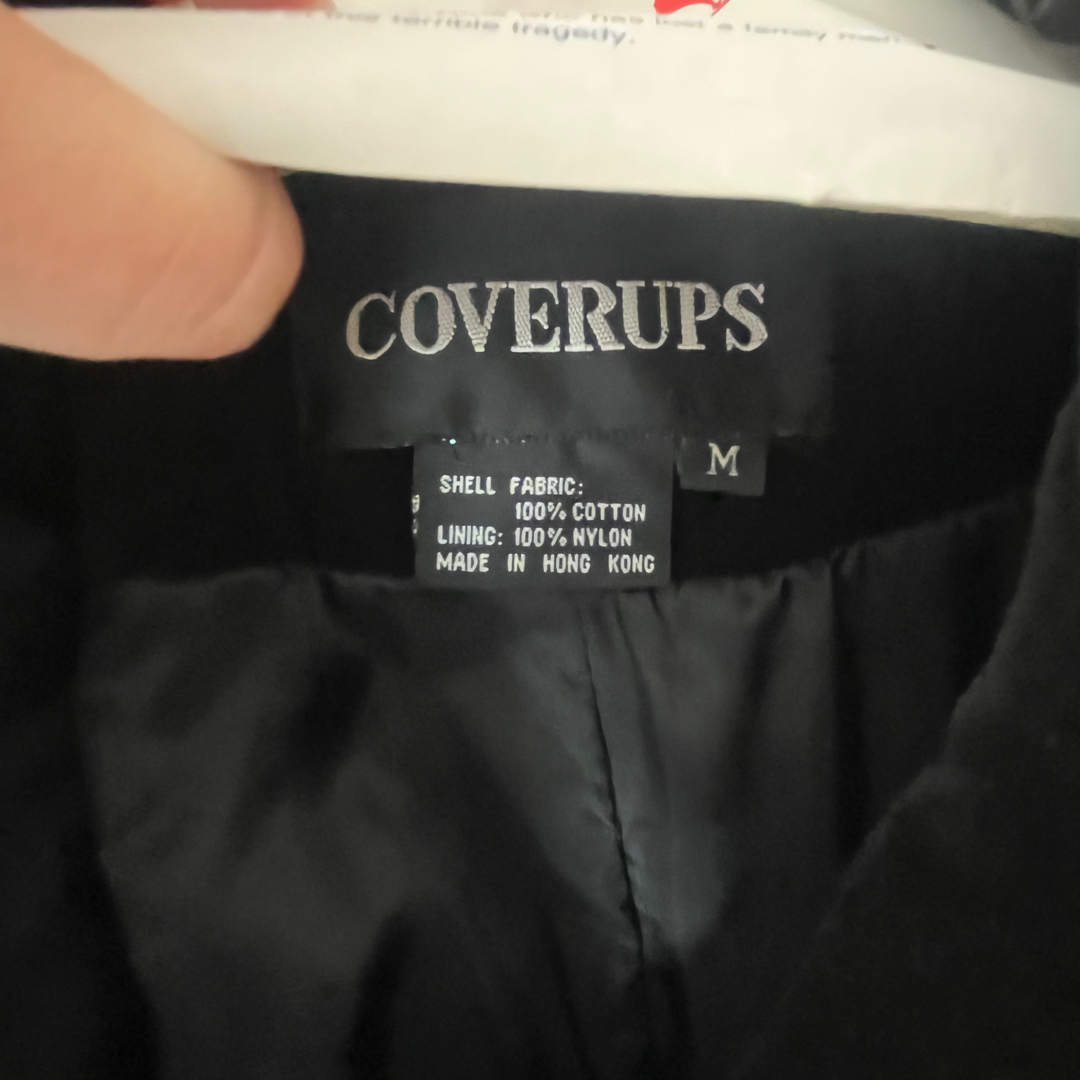 terrible tragedy.
COVERUPS
M
SHELL FABRIC:
100% COTTON
LINING: 100% NYLON
MADE IN HONG KONG